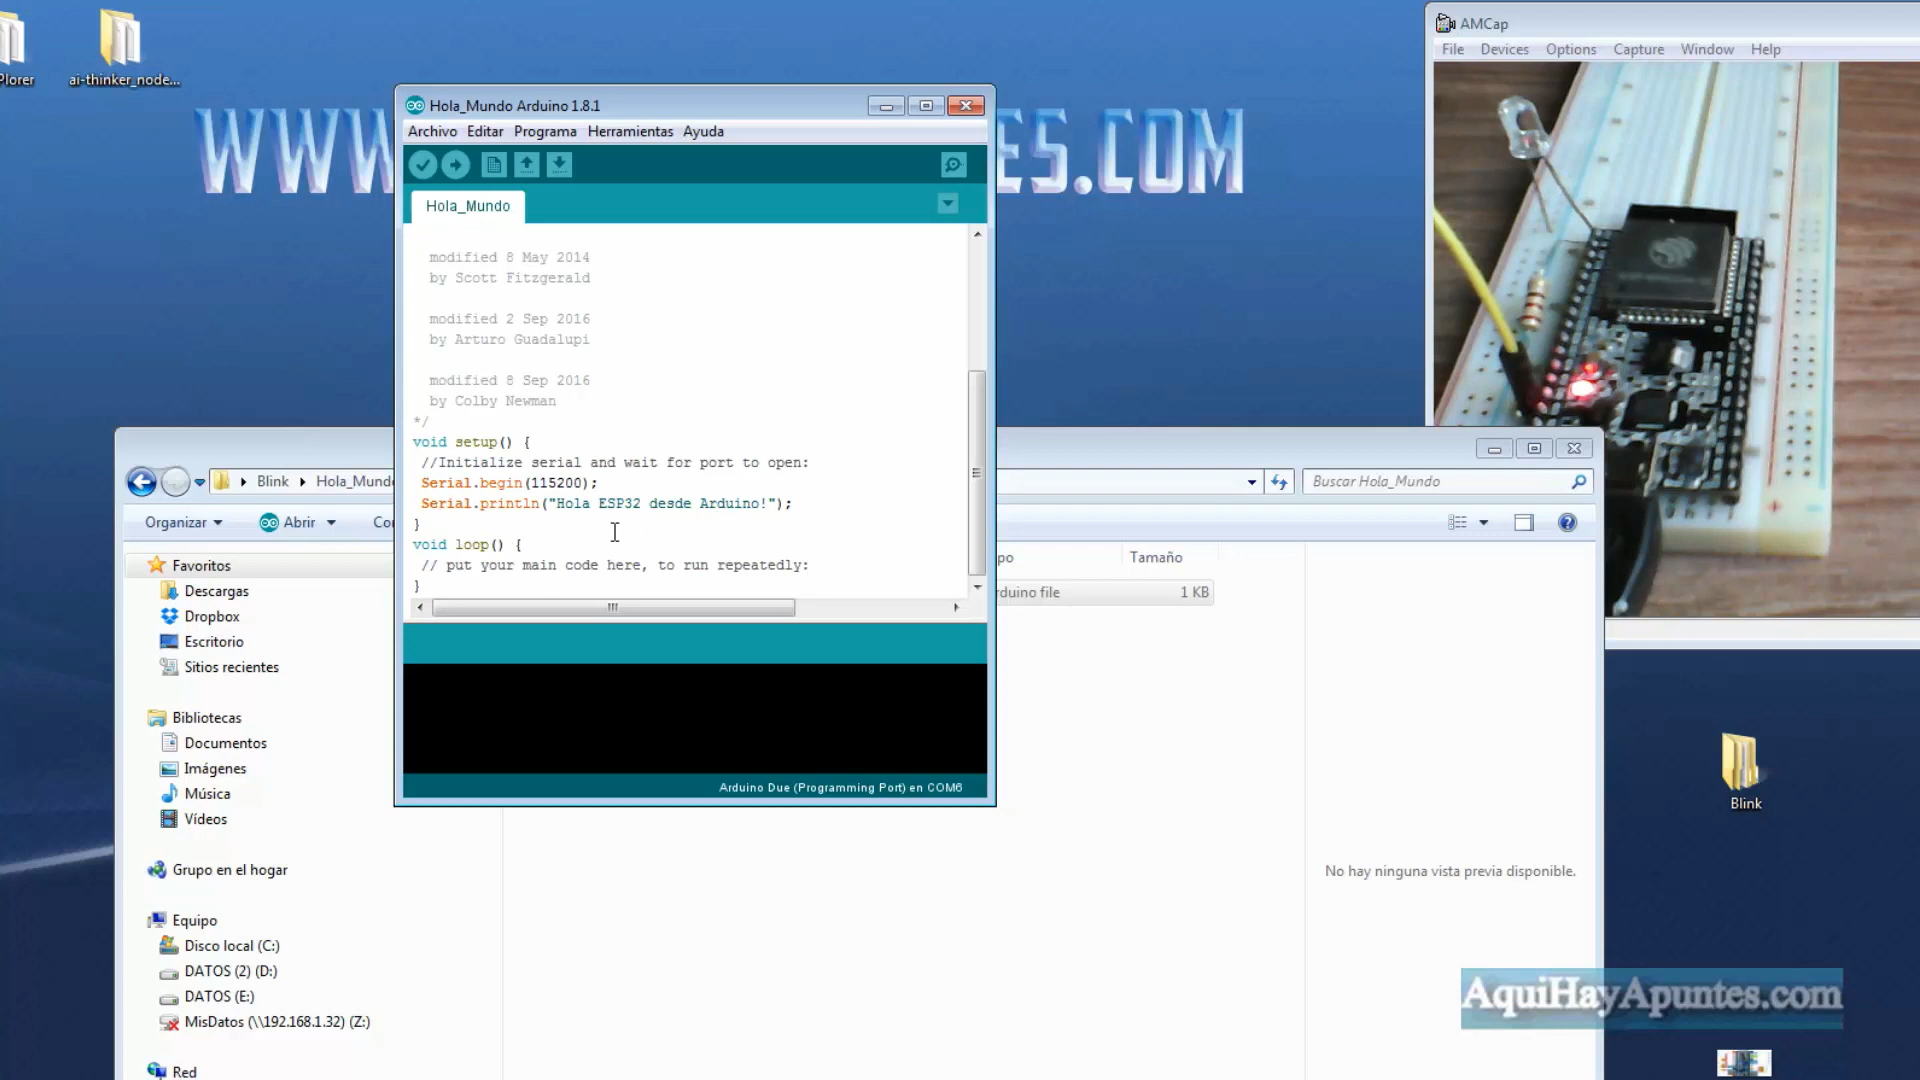 Plorer
ai-thinker_node...
WWW
ES.COM
AMCap
File Devices Options Capture Window Help
Hola_Mundo Arduino 1.8.1
Archivo Editar Programa Herramientas Ayuda
Hola_Mundo
modified 8 May 2014
by Scott Fitzgerald
modified 2 Sep 2016
by Arturo Guadalupi
modified 8 Sep 2016
by Colby Newman
*/
void setup() {
//Initialize serial and wait for port to open:
Serial.begin(115200);
Serial.println("Hola ESP32 desde Arduino!");
}
void loop() {
// put your main code here, to run repeatedly:
}
Arduino Due (Programming Port) en COM6
Blink Hola_Mundo
Buscar Hola_Mundo
Organizar Abrir Co
po Tamaño
duino file 1 KB
Favoritos
Descargas
Dropbox
Escritorio
Sitios recientes
Bibliotecas
Documentos
Imágenes
Música
Vídeos
Grupo en el hogar
Equipo
Disco local (C:)
DATOS (2) (D:)
DATOS (E:)
MisDatos (\\192.168.1.32) (Z:)
Red
No hay ninguna vista previa disponible.
Blink
AquiHayApuntes.com